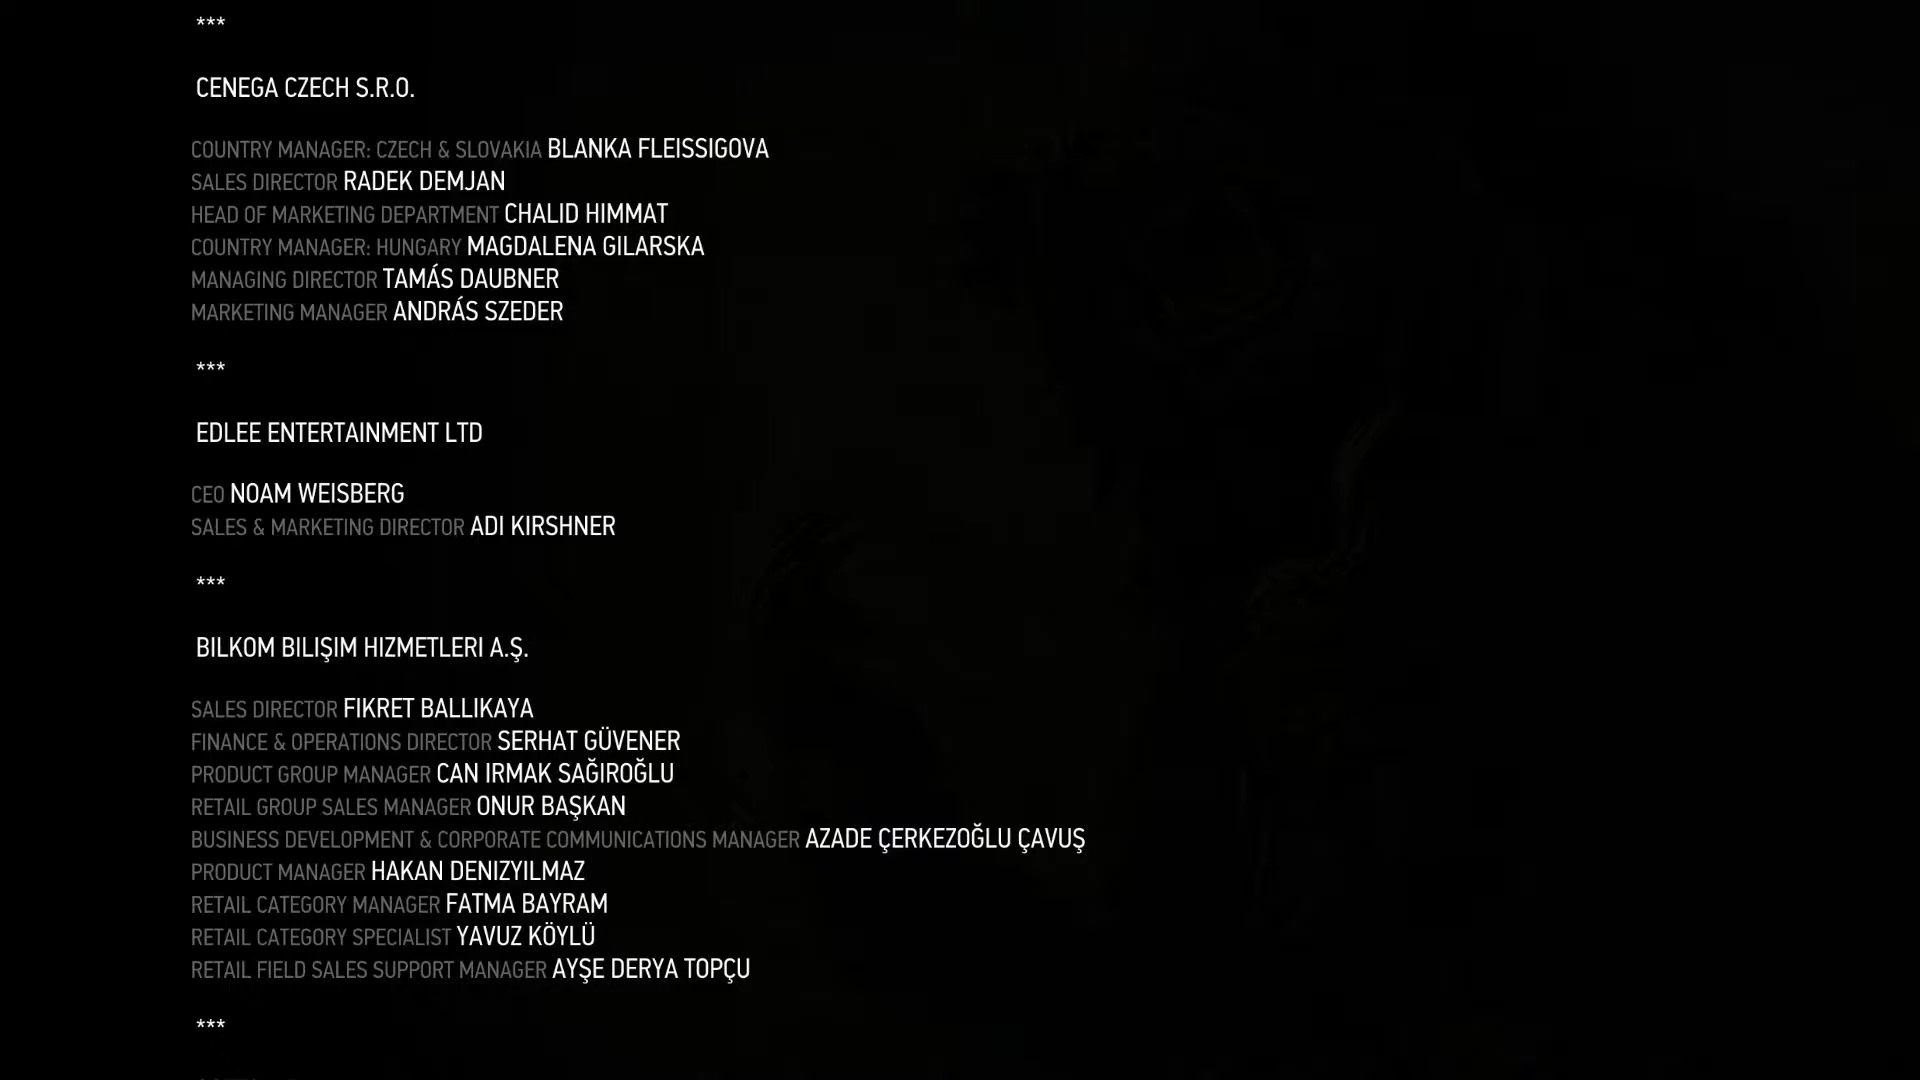 ***
CENEGA CZECH S.R.O.
COUNTRY MANAGER: CZECH & SLOVAKIA BLANKA FLEISSIGOVA
SALES DIRECTOR RADEK DEMJAN
HEAD OF MARKETING DEPARTMENT CHALID HIMMAT
COUNTRY MANAGER: HUNGARY MAGDALENA GILARSKA
MANAGING DIRECTOR TAMÁS DAUBNER
MARKETING MANAGER ANDRÁS SZEDER
***
EDLEE ENTERTAINMENT LTD
CEO NOAM WEISBERG
SALES & MARKETING DIRECTOR ADI KIRSHNER
***
BILKOM BILIŞIM HIZMETLERI A.Ş.
SALES DIRECTOR FIKRET BALLIKAYA
FINANCE & OPERATIONS DIRECTOR SERHAT GÜVENER
PRODUCT GROUP MANAGER CAN IRMAK SAĞIROĞLU
RETAIL GROUP SALES MANAGER ONUR BAŞKAN
BUSINESS DEVELOPMENT & CORPORATE COMMUNICATIONS MANAGER AZADE ÇERKEZOĞLU ÇAVUŞ
PRODUCT MANAGER HAKAN DENIZYILMAZ
RETAIL CATEGORY MANAGER FATMA BAYRAM
RETAIL CATEGORY SPECIALIST YAVUZ KÖYLÜ
RETAIL FIELD SALES SUPPORT MANAGER AYŞE DERYA TOPÇU
***